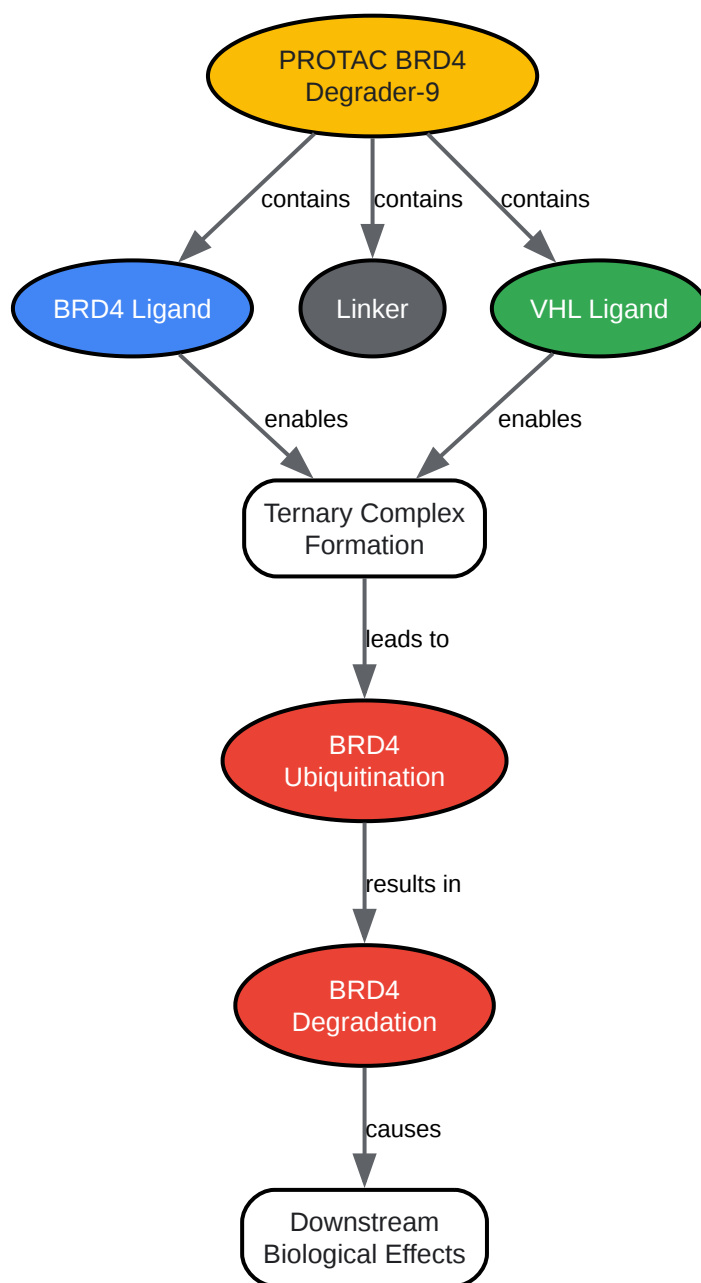 PROTAC BRD4
Degrader-9
contains
contains
contains
BRD4 Ligand
Linker
VHL Ligand
enables
enables
Ternary Complex
Formation
leads to
BRD4
Ubiquitination
results in
BRD4
Degradation
causes
Downstream
Biological Effects